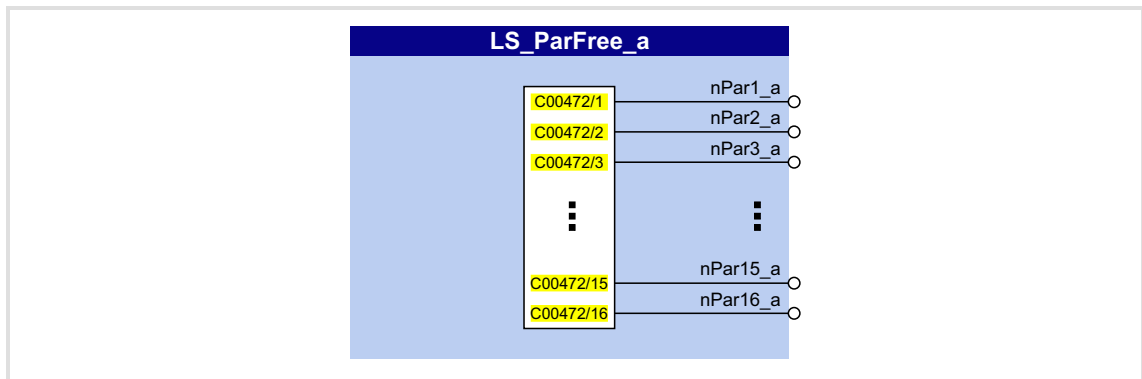 LS_ParFree_a
C00472/1 nPar1_a
C00472/2 nPar2_a
C00472/3 nPar3_a
C00472/15 nPar15_a
C00472/16 nPar16_a